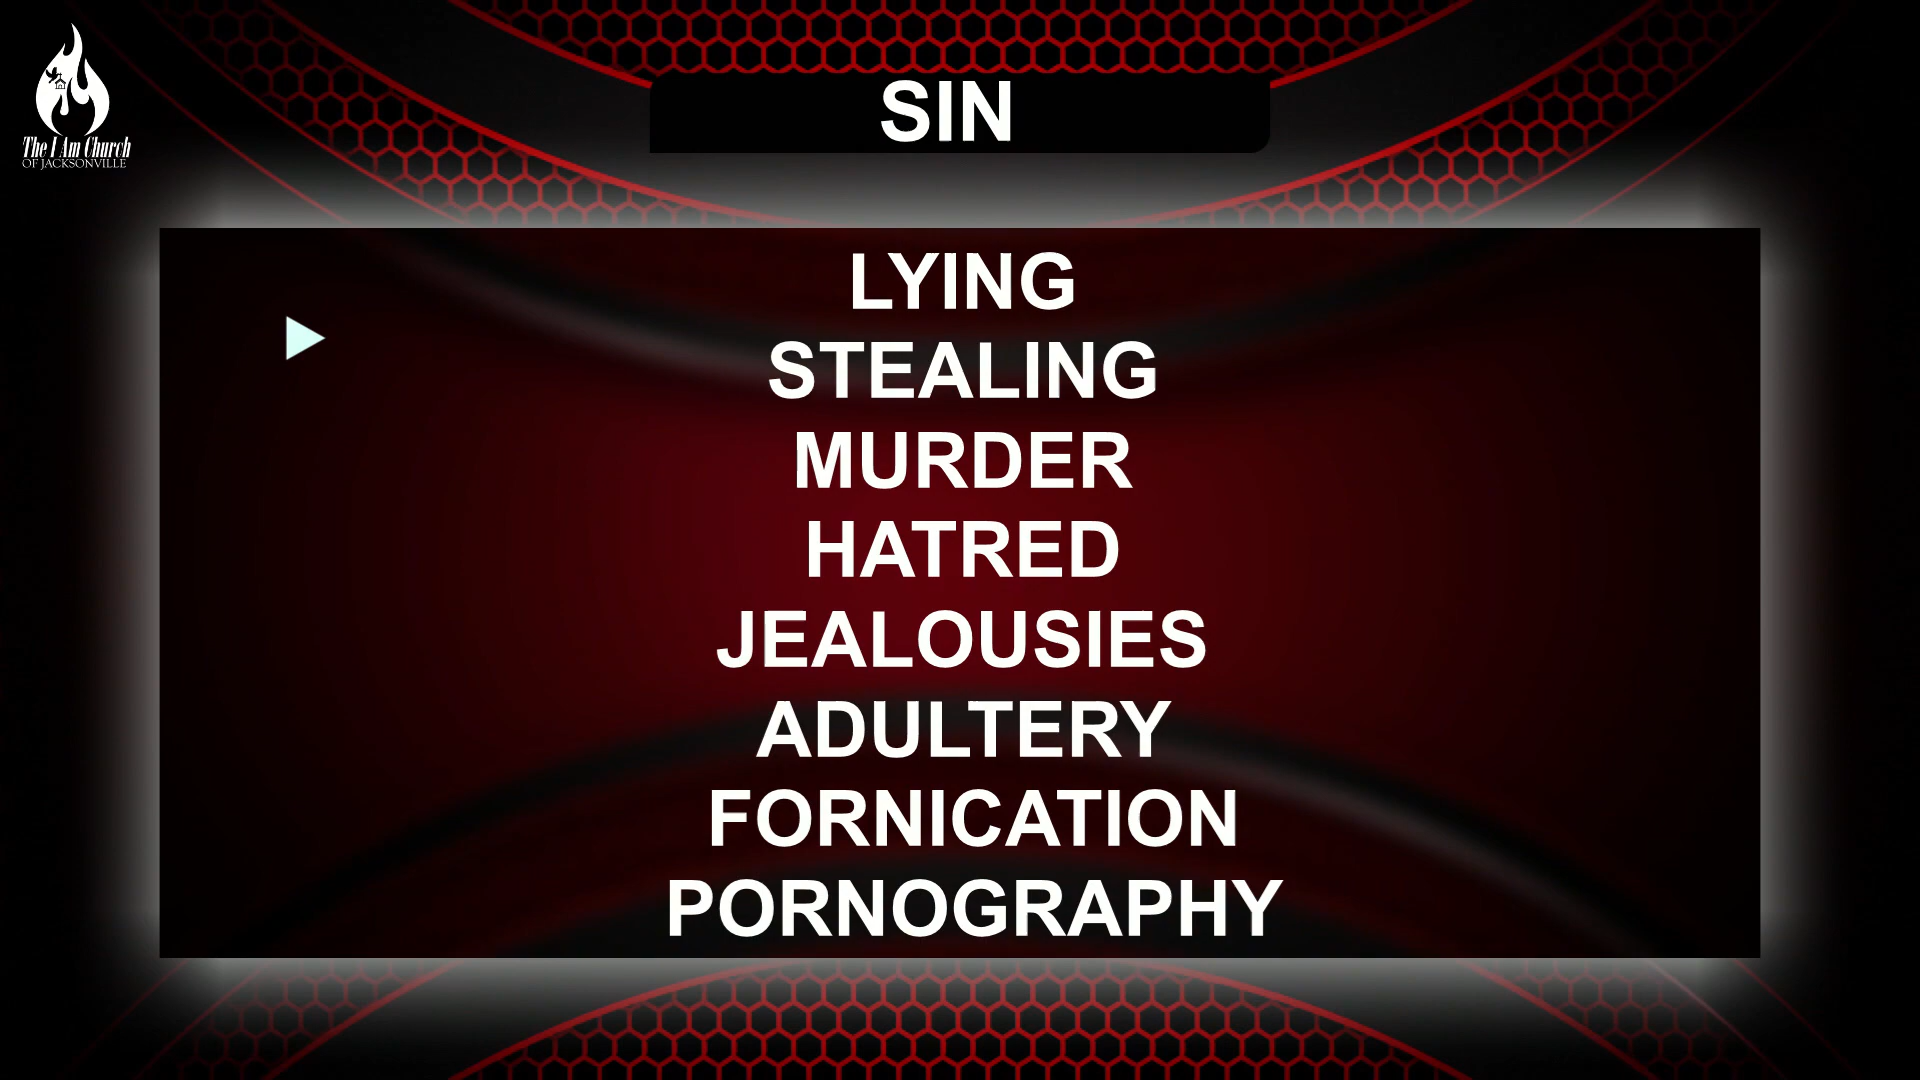 The I Am Church
OF JACKSONVILLE
SIN
LYING
STEALING
MURDER
HATRED
JEALOUSIES
ADULTERY
FORNICATION
PORNOGRAPHY